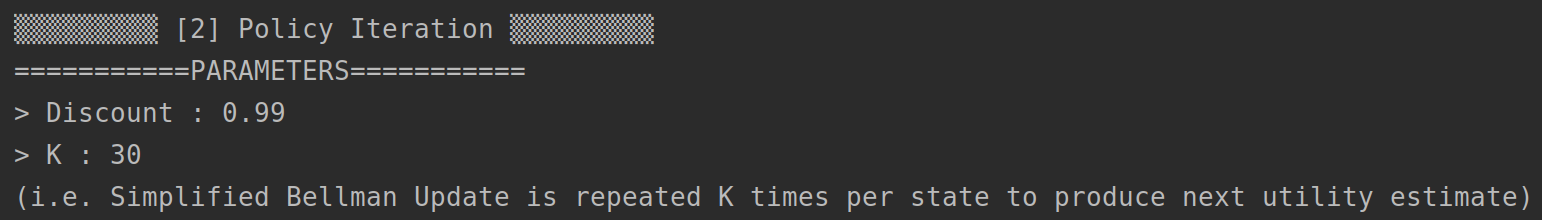 ▒▒▒▒▒▒▒▒▒ [2] Policy Iteration ▒▒▒▒▒▒▒▒▒
===========PARAMETERS===========
> Discount : 0.99
> K : 30
(i.e. Simplified Bellman Update is repeated K times per state to produce next utility estimate)